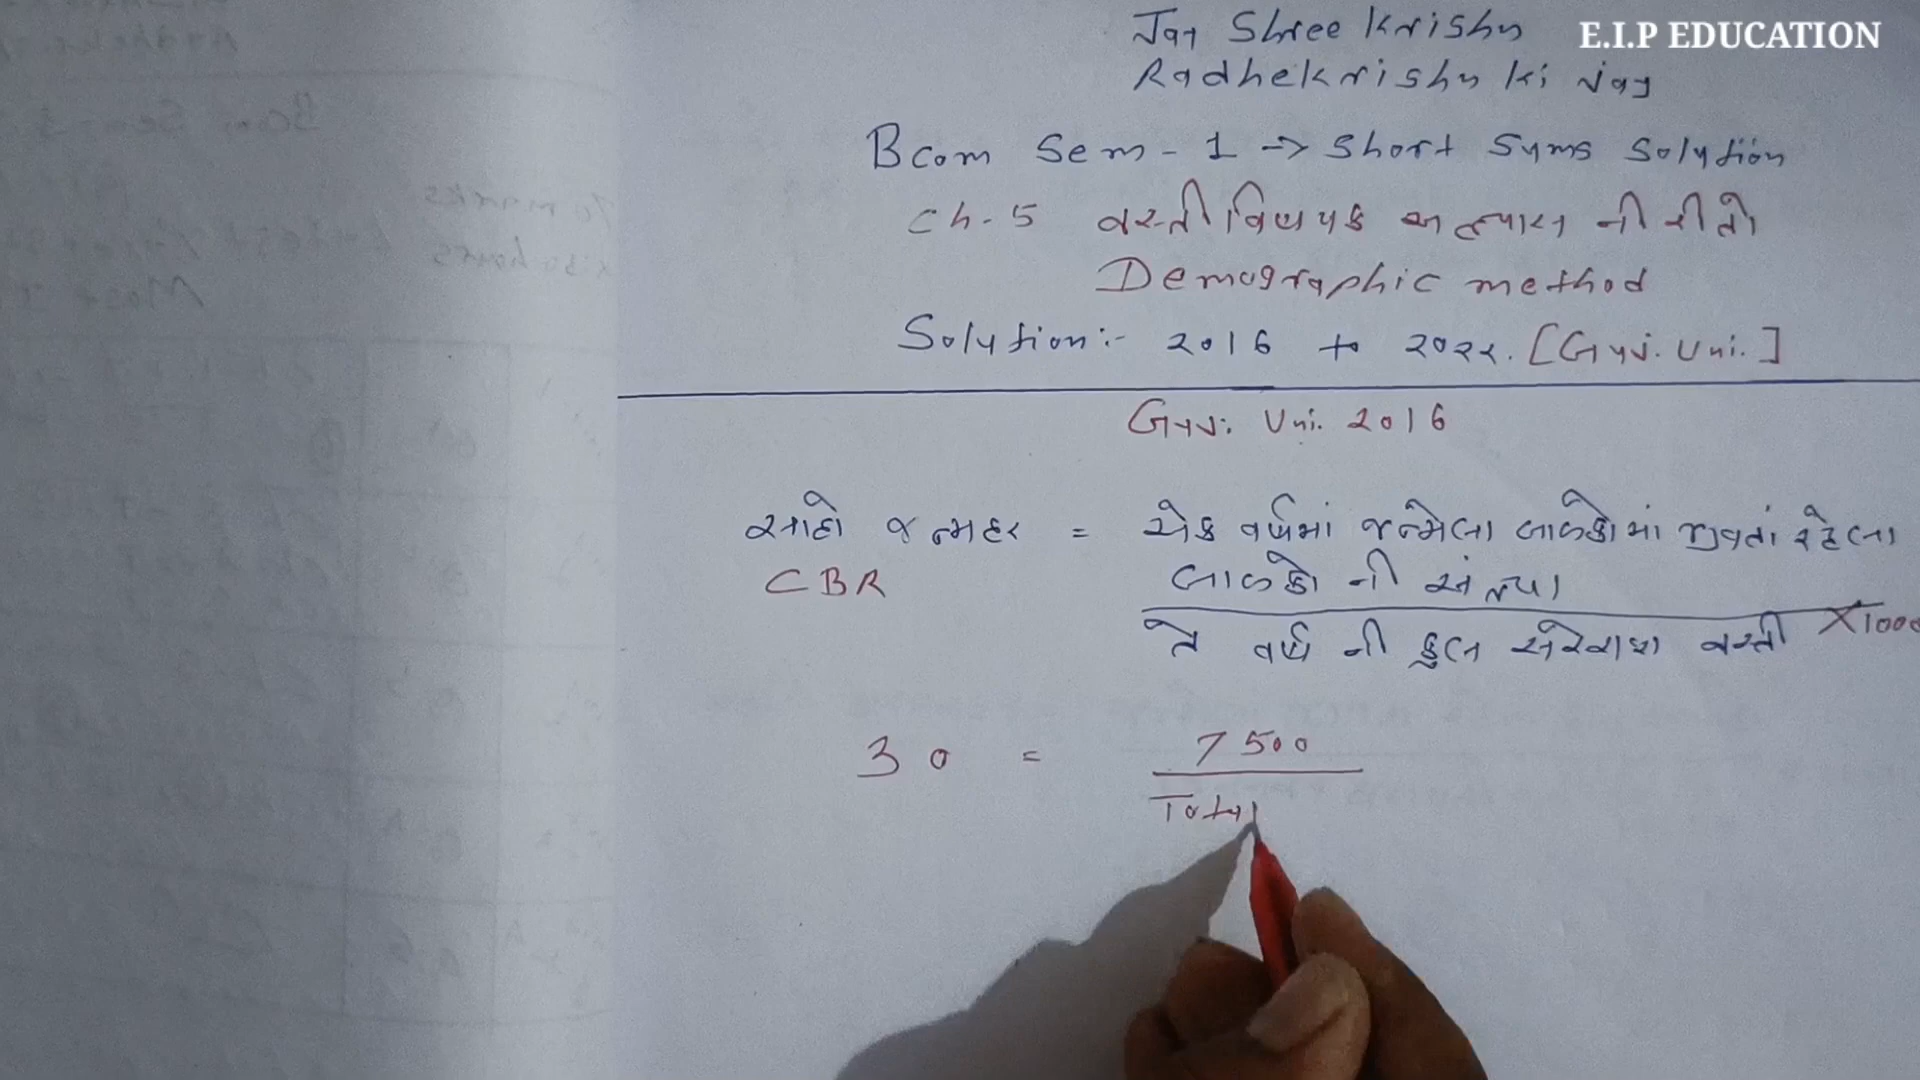 Jay Shree Krishn
E.I.P EDUCATION
Radhekrishn ki Jay
Bcom Sem - 1 -> Short Sums Solution
Ch-5 વસ્તીવિષયક અભ્યાસ ની રીતો
Demographic method
Solution:- 2016 to 2022. [Guj. Uni.]
Guj. Uni. 2016
સાદો જન્મદર = એક વર્ષમાં જન્મેલા બાળકોમાં જીવતાં રહેલા
CBR બાળકો ની સંખ્યા
તે વર્ષ ની કુલ સરેરાશ વસ્તી X1000
30 = 7500
Total